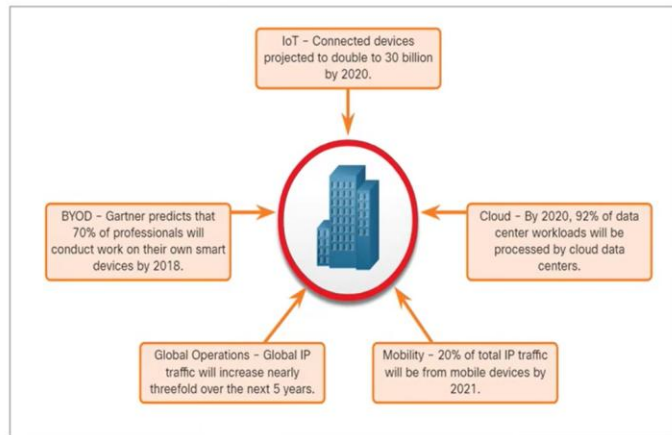 IoT – Connected devices
projected to double to 30 billion
by 2020.
BYOD – Gartner predicts that
70% of professionals will
conduct work on their own smart
devices by 2018.
Cloud – By 2020, 92% of data
center workloads will be
processed by cloud data
centers.
Global Operations – Global IP
traffic will increase nearly
threefold over the next 5 years.
Mobility – 20% of total IP traffic
will be from mobile devices by
2021.